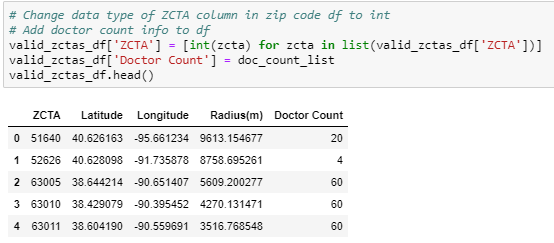 # Change data type of ZCTA column in zip code df to int
# Add doctor count info to df
valid_zctas_df['ZCTA'] = [int(zcta) for zcta in list(valid_zctas_df['ZCTA'])]
valid_zctas_df['Doctor Count'] = doc_count_list
valid_zctas_df.head()
ZCTA Latitude Longitude Radius(m) Doctor Count
0 51640 40.626163 -95.661234 9613.154677 20
1 52626 40.628098 -91.735878 8758.695261 4
2 63005 38.644214 -90.651407 5609.200277 60
3 63010 38.429079 -90.395452 4270.131471 60
4 63011 38.604190 -90.559691 3516.768548 60